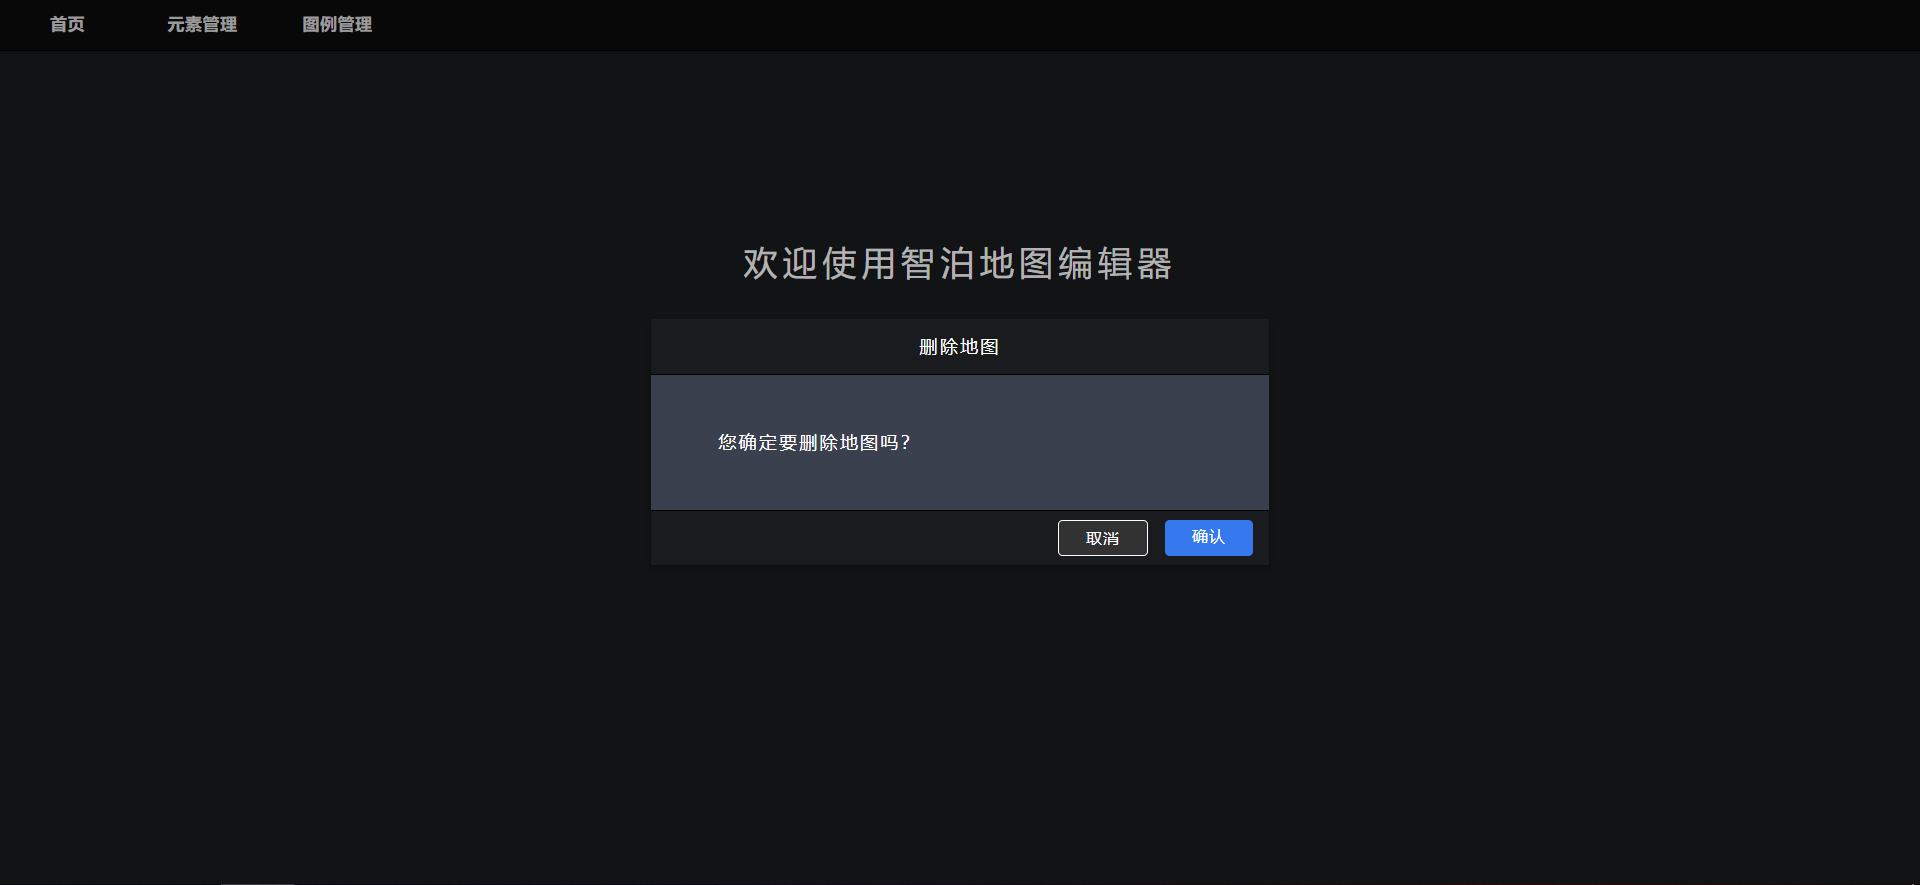 首页 元素管理 图例管理
欢迎使用智泊地图编辑器
删除地图
您确定要删除地图吗？
取消 确认